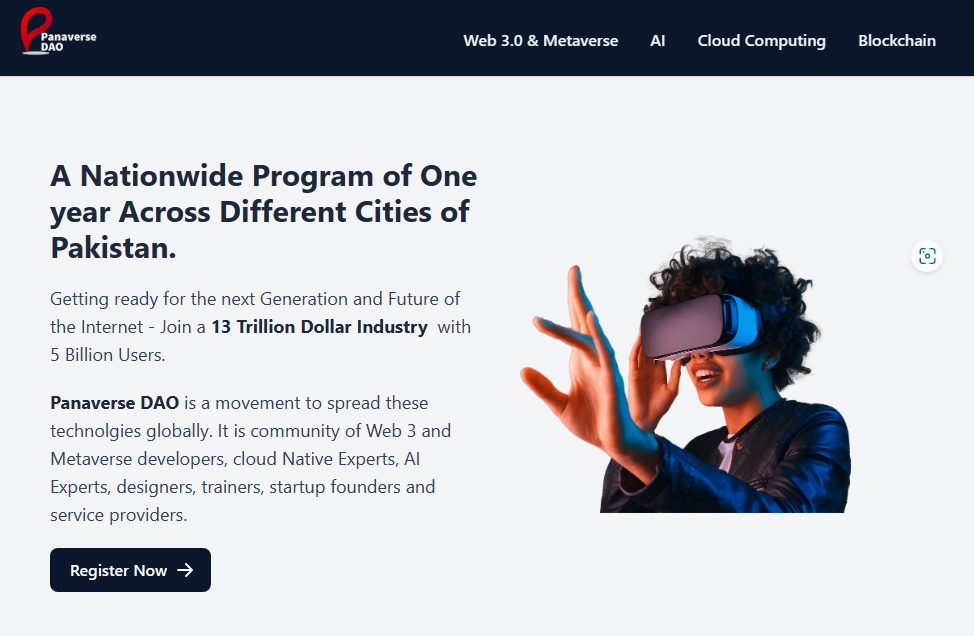 Panaverse
DAO
Web 3.0 & Metaverse AI Cloud Computing Blockchain
A Nationwide Program of One
year Across Different Cities of
Pakistan.
Getting ready for the next Generation and Future of
the Internet - Join a 13 Trillion Dollar Industry with
5 Billion Users.
Panaverse DAO is a movement to spread these
technolgies globally. It is community of Web 3 and
Metaverse developers, cloud Native Experts, AI
Experts, designers, trainers, startup founders and
service providers.
Register Now